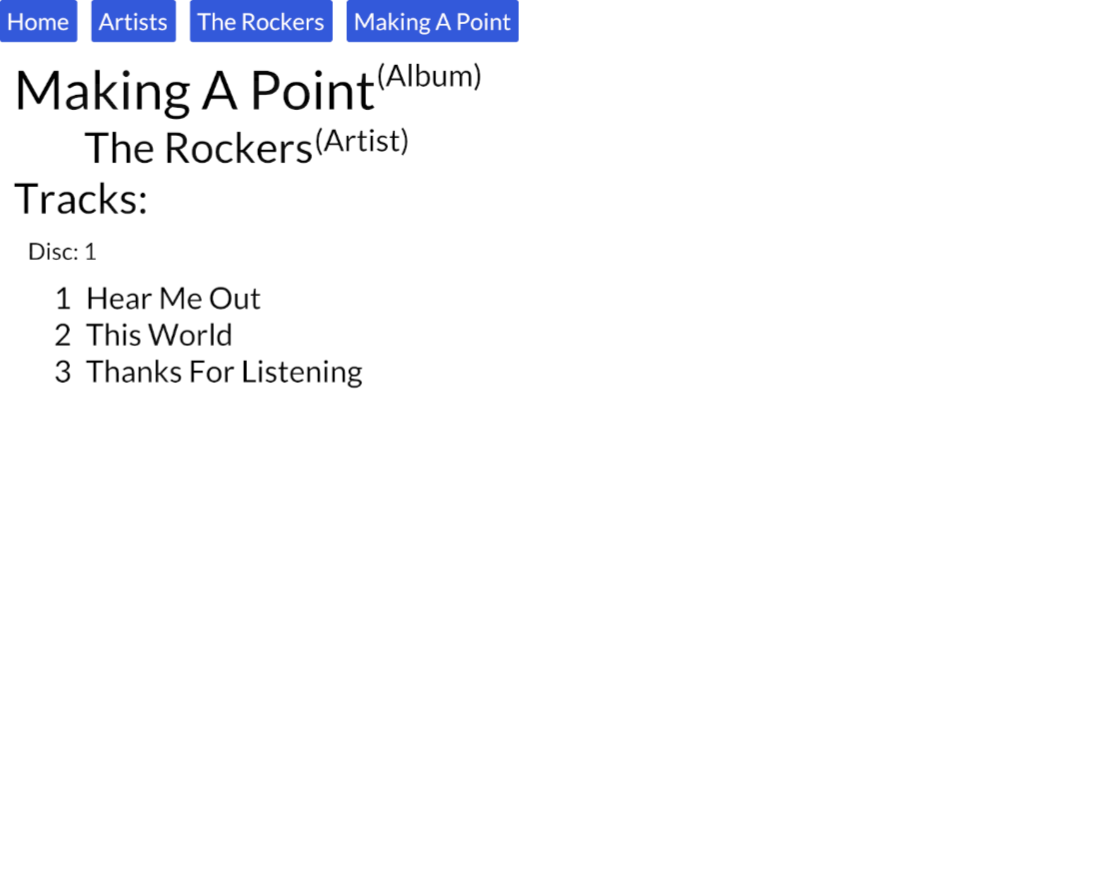 Home Artists The Rockers Making A Point
Making A Point(Album)
The Rockers(Artist)
Tracks:
Disc: 1
1 Hear Me Out
2 This World
3 Thanks For Listening